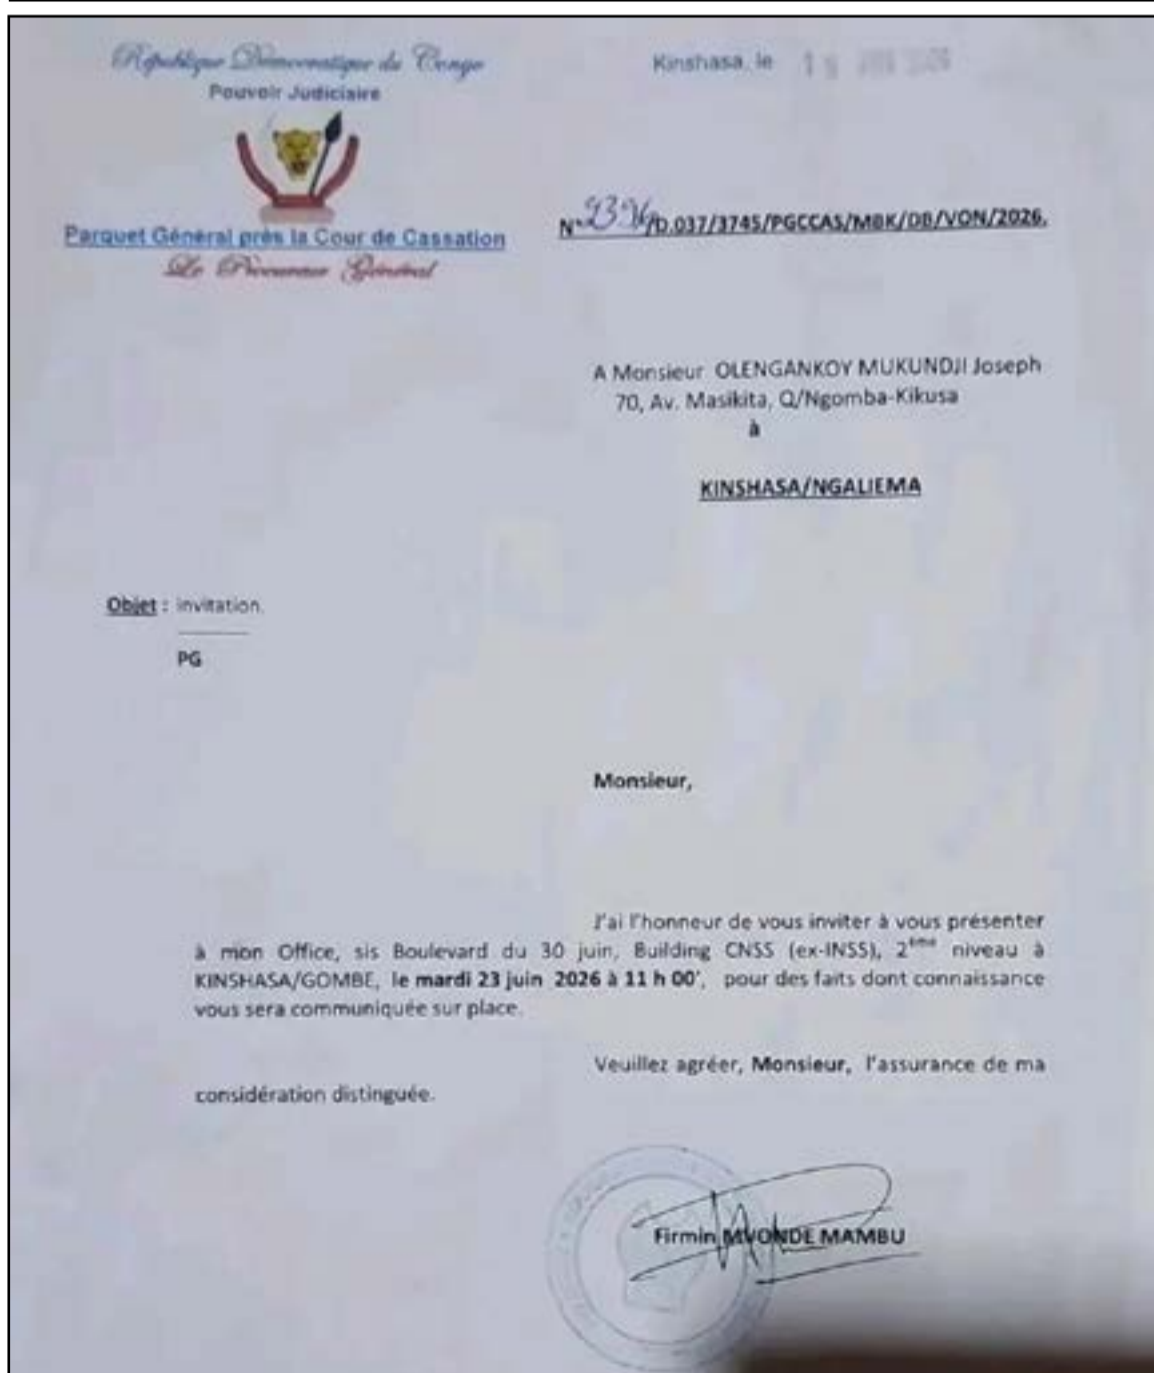 République Démocratique du Congo
Pouvoir Judiciaire
Parquet Général près la Cour de Cassation
Le Procureur Général
Kinshasa, le
N° /D.037/3745/PGCCAS/MBK/DB/VON/2026.
A Monsieur OLENGANKOY MUKUNDJI Joseph
70, Av. Masikita, Q/Ngomba-Kikusa
à
KINSHASA/NGALIEMA
Objet : invitation.
PG
Monsieur,
J'ai l'honneur de vous inviter à vous présenter
à mon Office, sis Boulevard du 30 juin, Building CNSS (ex-INSS), 2ème niveau à
KINSHASA/GOMBE, le mardi 23 juin 2026 à 11 h 00', pour des faits dont connaissance
vous sera communiquée sur place.
Veuillez agréer, Monsieur, l'assurance de ma
considération distinguée.
Firmin MVONDE MAMBU